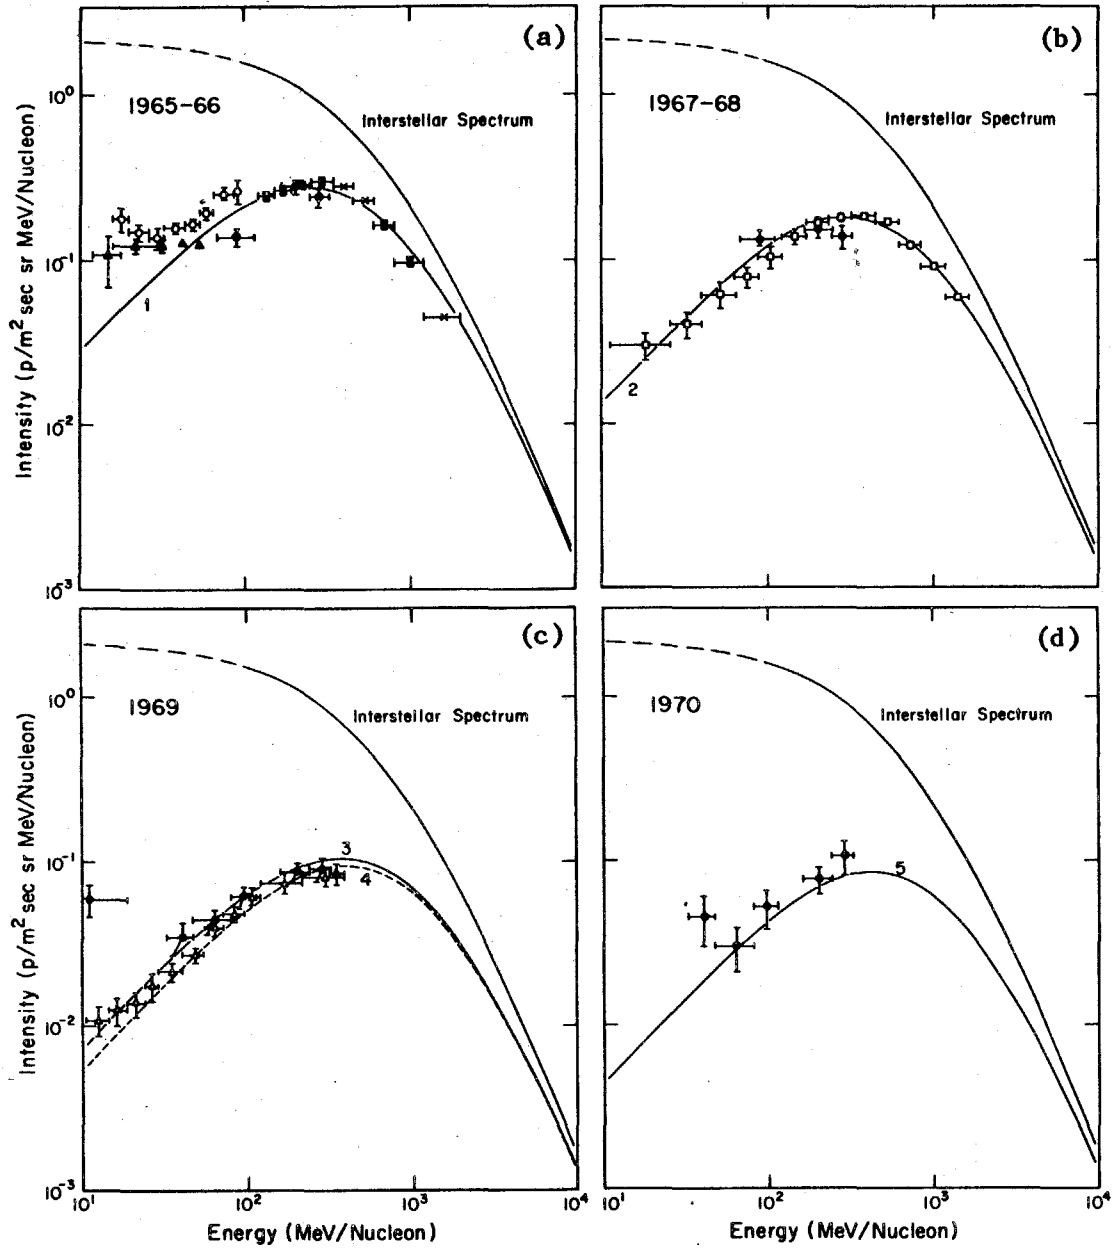 (a)
1965-66
Interstellar Spectrum
1
10⁰
10⁻¹
10⁻²
10⁻³
Intensity (p/m² sec sr MeV/Nucleon)
(b)
1967-68
Interstellar Spectrum
2
(c)
1969
Interstellar Spectrum
3
4
10⁰
10⁻¹
10⁻²
10⁻³
Intensity (p/m² sec sr MeV/Nucleon)
10¹
10²
10³
10⁴
Energy (MeV/Nucleon)
(d)
1970
Interstellar Spectrum
5
10¹
10²
10³
10⁴
Energy (MeV/Nucleon)